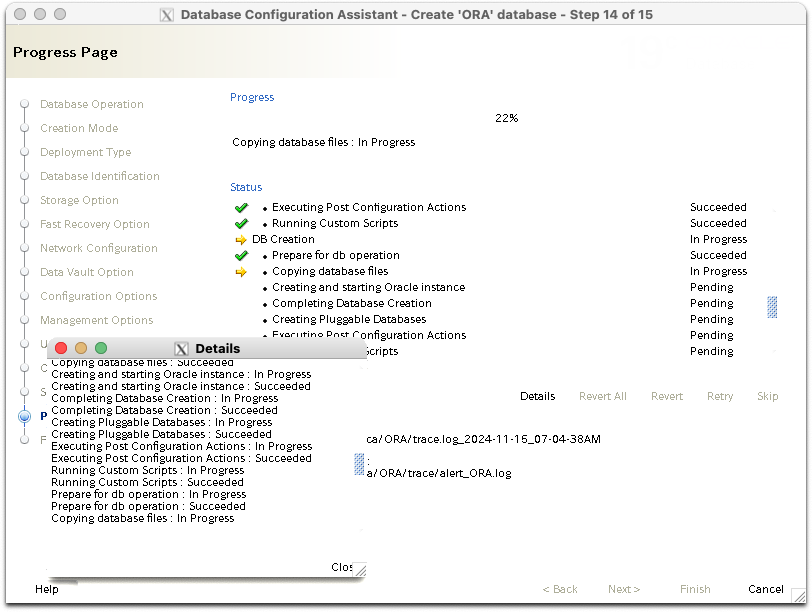 Database Configuration Assistant - Create 'ORA' database - Step 14 of 15
Progress Page
Database Operation
Creation Mode
Deployment Type
Database Identification
Storage Option
Fast Recovery Option
Network Configuration
Data Vault Option
Configuration Options
Management Options
U
C
S
P
F
Progress
22%
Copying database files : In Progress
Status
Executing Post Configuration Actions Succeeded
Running Custom Scripts Succeeded
DB Creation In Progress
Prepare for db operation Succeeded
Copying database files In Progress
Creating and starting Oracle instance Pending
Completing Database Creation Pending
Creating Pluggable Databases Pending
Executing Post Configuration Actions Pending
Scripts Pending
Details Revert All Revert Retry Skip
ca/ORA/trace.log_2024-11-15_07-04-38AM
:
a/ORA/trace/alert_ORA.log
Details
Copying database files : Succeeded
Creating and starting Oracle instance : In Progress
Creating and starting Oracle instance : Succeeded
Completing Database Creation : In Progress
Completing Database Creation : Succeeded
Creating Pluggable Databases : In Progress
Creating Pluggable Databases : Succeeded
Executing Post Configuration Actions : In Progress
Executing Post Configuration Actions : Succeeded
Running Custom Scripts : In Progress
Running Custom Scripts : Succeeded
Prepare for db operation : In Progress
Prepare for db operation : Succeeded
Copying database files : In Progress
Clos
Help < Back Next > Finish Cancel